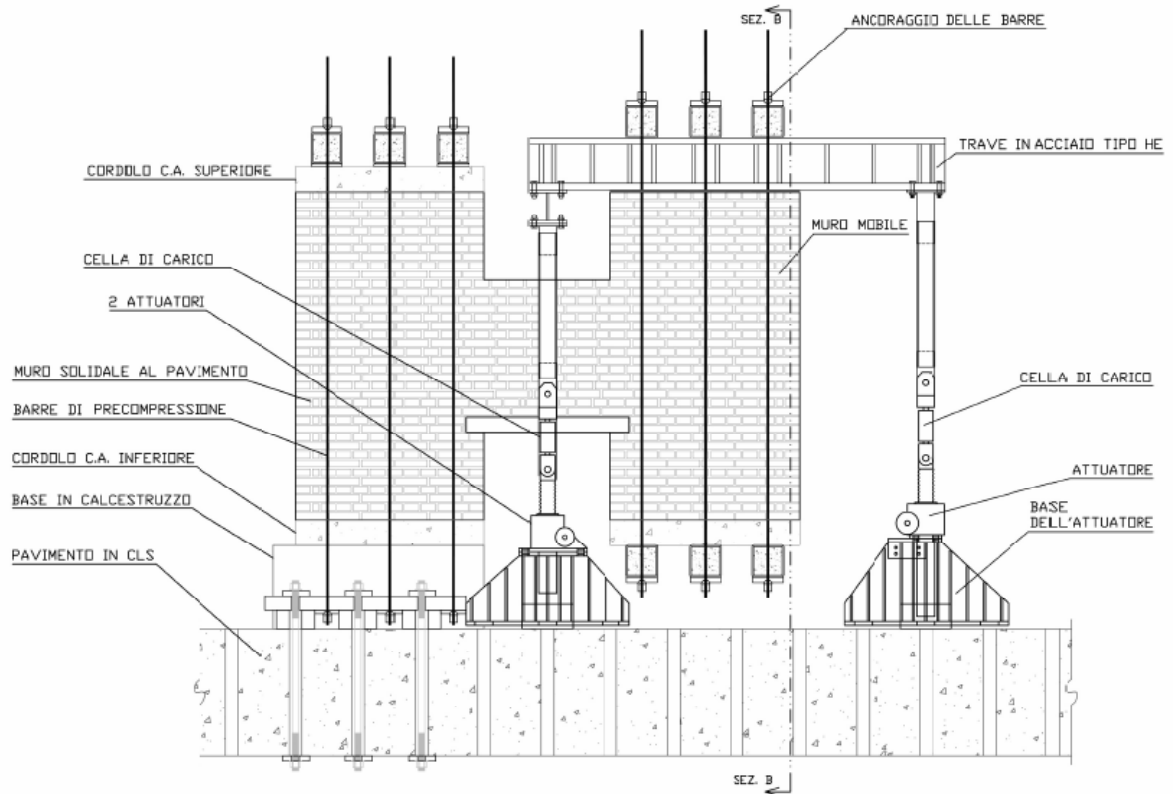 SEZ. B
ANCORAGGIO DELLE BARRE
CORDOLO C.A. SUPERIORE
TRAVE IN ACCIAIO TIPO HE
MURO MOBILE
CELLA DI CARICO
2 ATTUATORI
MURO SOLIDALE AL PAVIMENTO
CELLA DI CARICO
BARRE DI PRECOMPRESSIONE
CORDOLO C.A. INFERIORE
ATTUATORE
BASE IN CALCESTRUZZO
BASE
DELL'ATTUATORE
PAVIMENTO IN CLS
SEZ. B